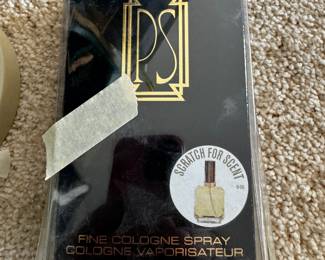 PS
SCRATCH FOR SCENT
FINE COLOGNE SPRAY
COLOGNE VAPORISATEUR